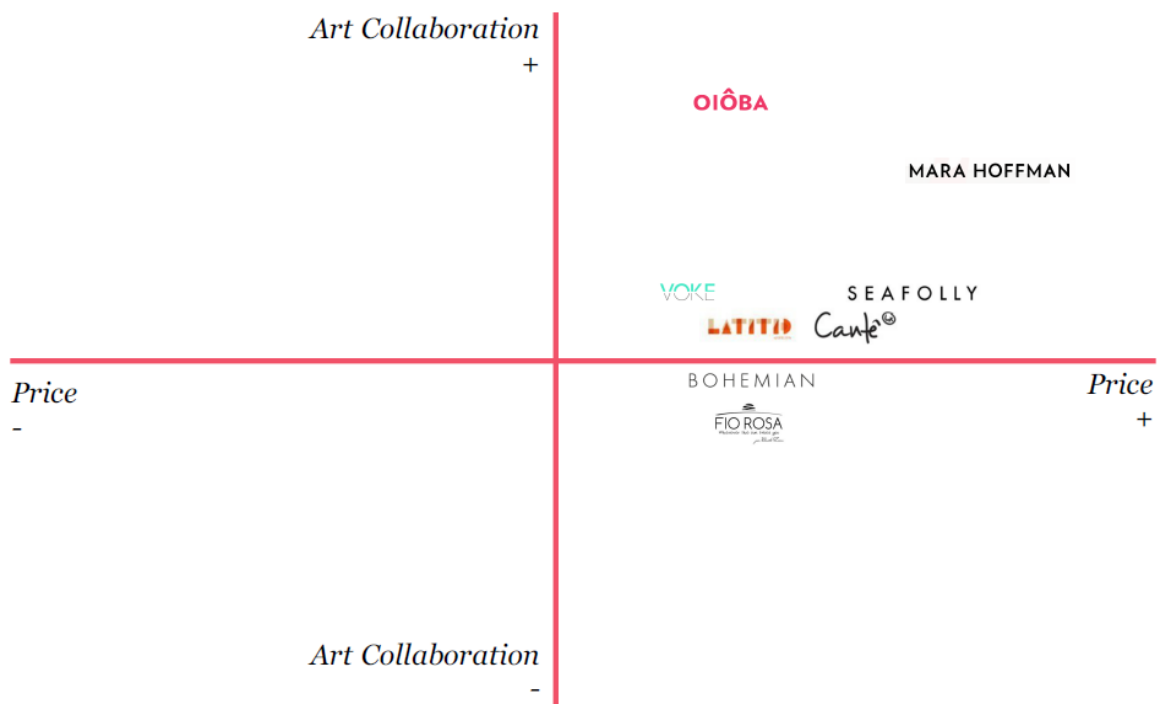 Art Collaboration
+
OIÔBA
MARA HOFFMAN
VOKE
SEAFOLLY
LATITID
Canté
BOHEMIAN
Price
-
Price
+
FIO ROSA
Art Collaboration
-